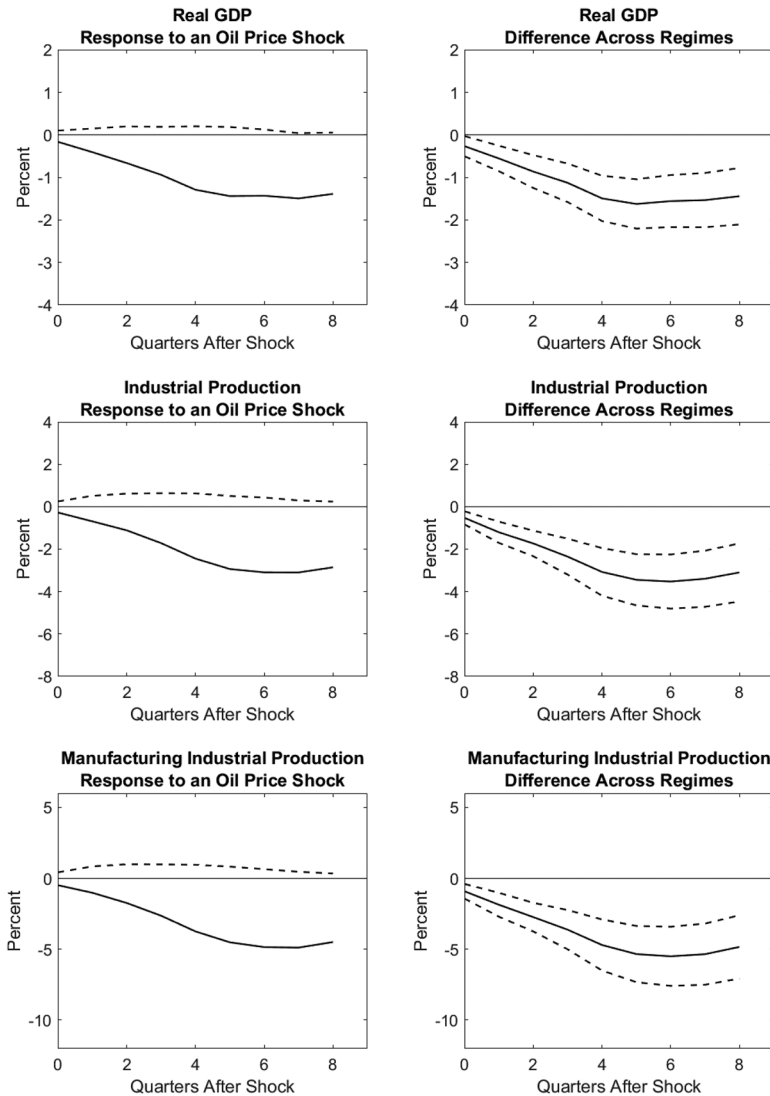 Real GDP
Response to an Oil Price Shock
2
1
0
-1
-2
-3
-4
Percent
0 2 4 6 8
Quarters After Shock
Real GDP
Difference Across Regimes
2
1
0
-1
-2
-3
-4
Percent
0 2 4 6 8
Quarters After Shock
Industrial Production
Response to an Oil Price Shock
4
2
0
-2
-4
-6
-8
Percent
0 2 4 6 8
Quarters After Shock
Industrial Production
Difference Across Regimes
4
2
0
-2
-4
-6
-8
Percent
0 2 4 6 8
Quarters After Shock
Manufacturing Industrial Production
Response to an Oil Price Shock
5
0
-5
-10
Percent
0 2 4 6 8
Quarters After Shock
Manufacturing Industrial Production
Difference Across Regimes
5
0
-5
-10
Percent
0 2 4 6 8
Quarters After Shock